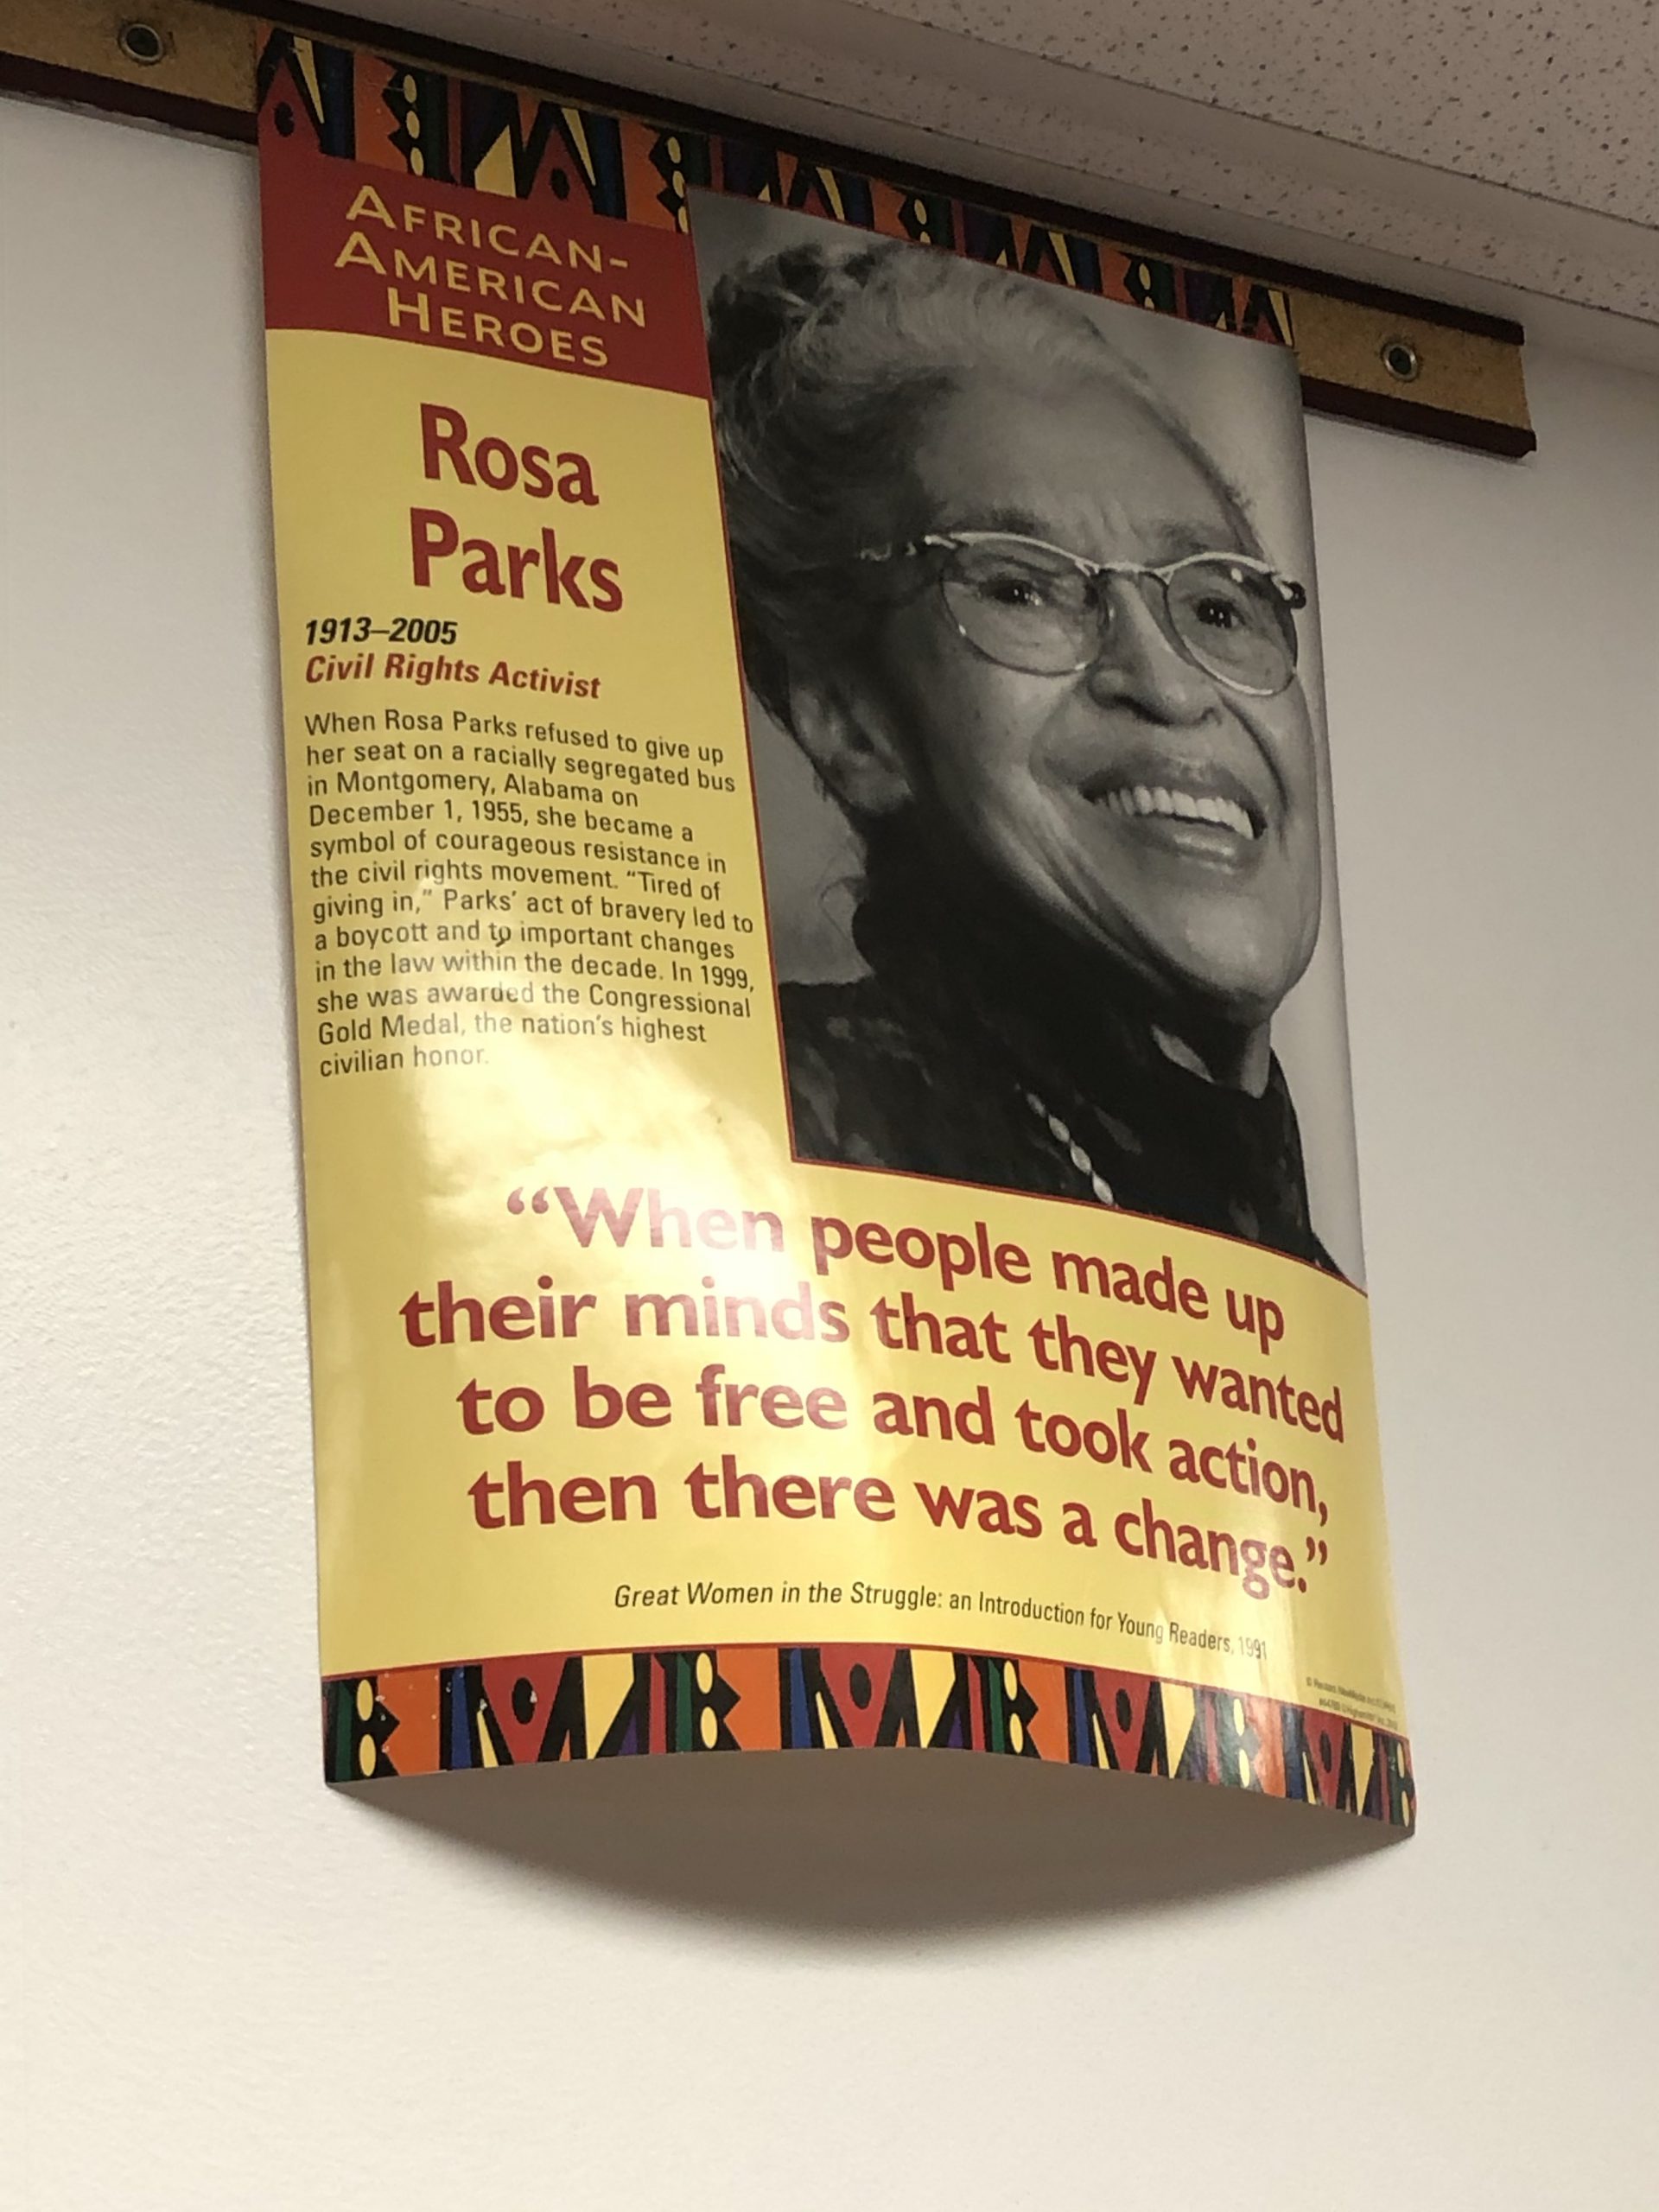 AFRICAN-
AMERICAN
HEROES
Rosa
Parks
1913–2005
Civil Rights Activist
When Rosa Parks refused to give up
her seat on a racially segregated bus
in Montgomery, Alabama on
December 1, 1955, she became a
symbol of courageous resistance in
the civil rights movement. “Tired of
giving in,” Parks’ act of bravery led to
a boycott and to important changes
in the law within the decade. In 1999,
she was awarded the Congressional
Gold Medal, the nation’s highest
civilian honor.
“When people made up
their minds that they wanted
to be free and took action,
then there was a change.”
Great Women in the Struggle: an Introduction for Young Readers, 1991